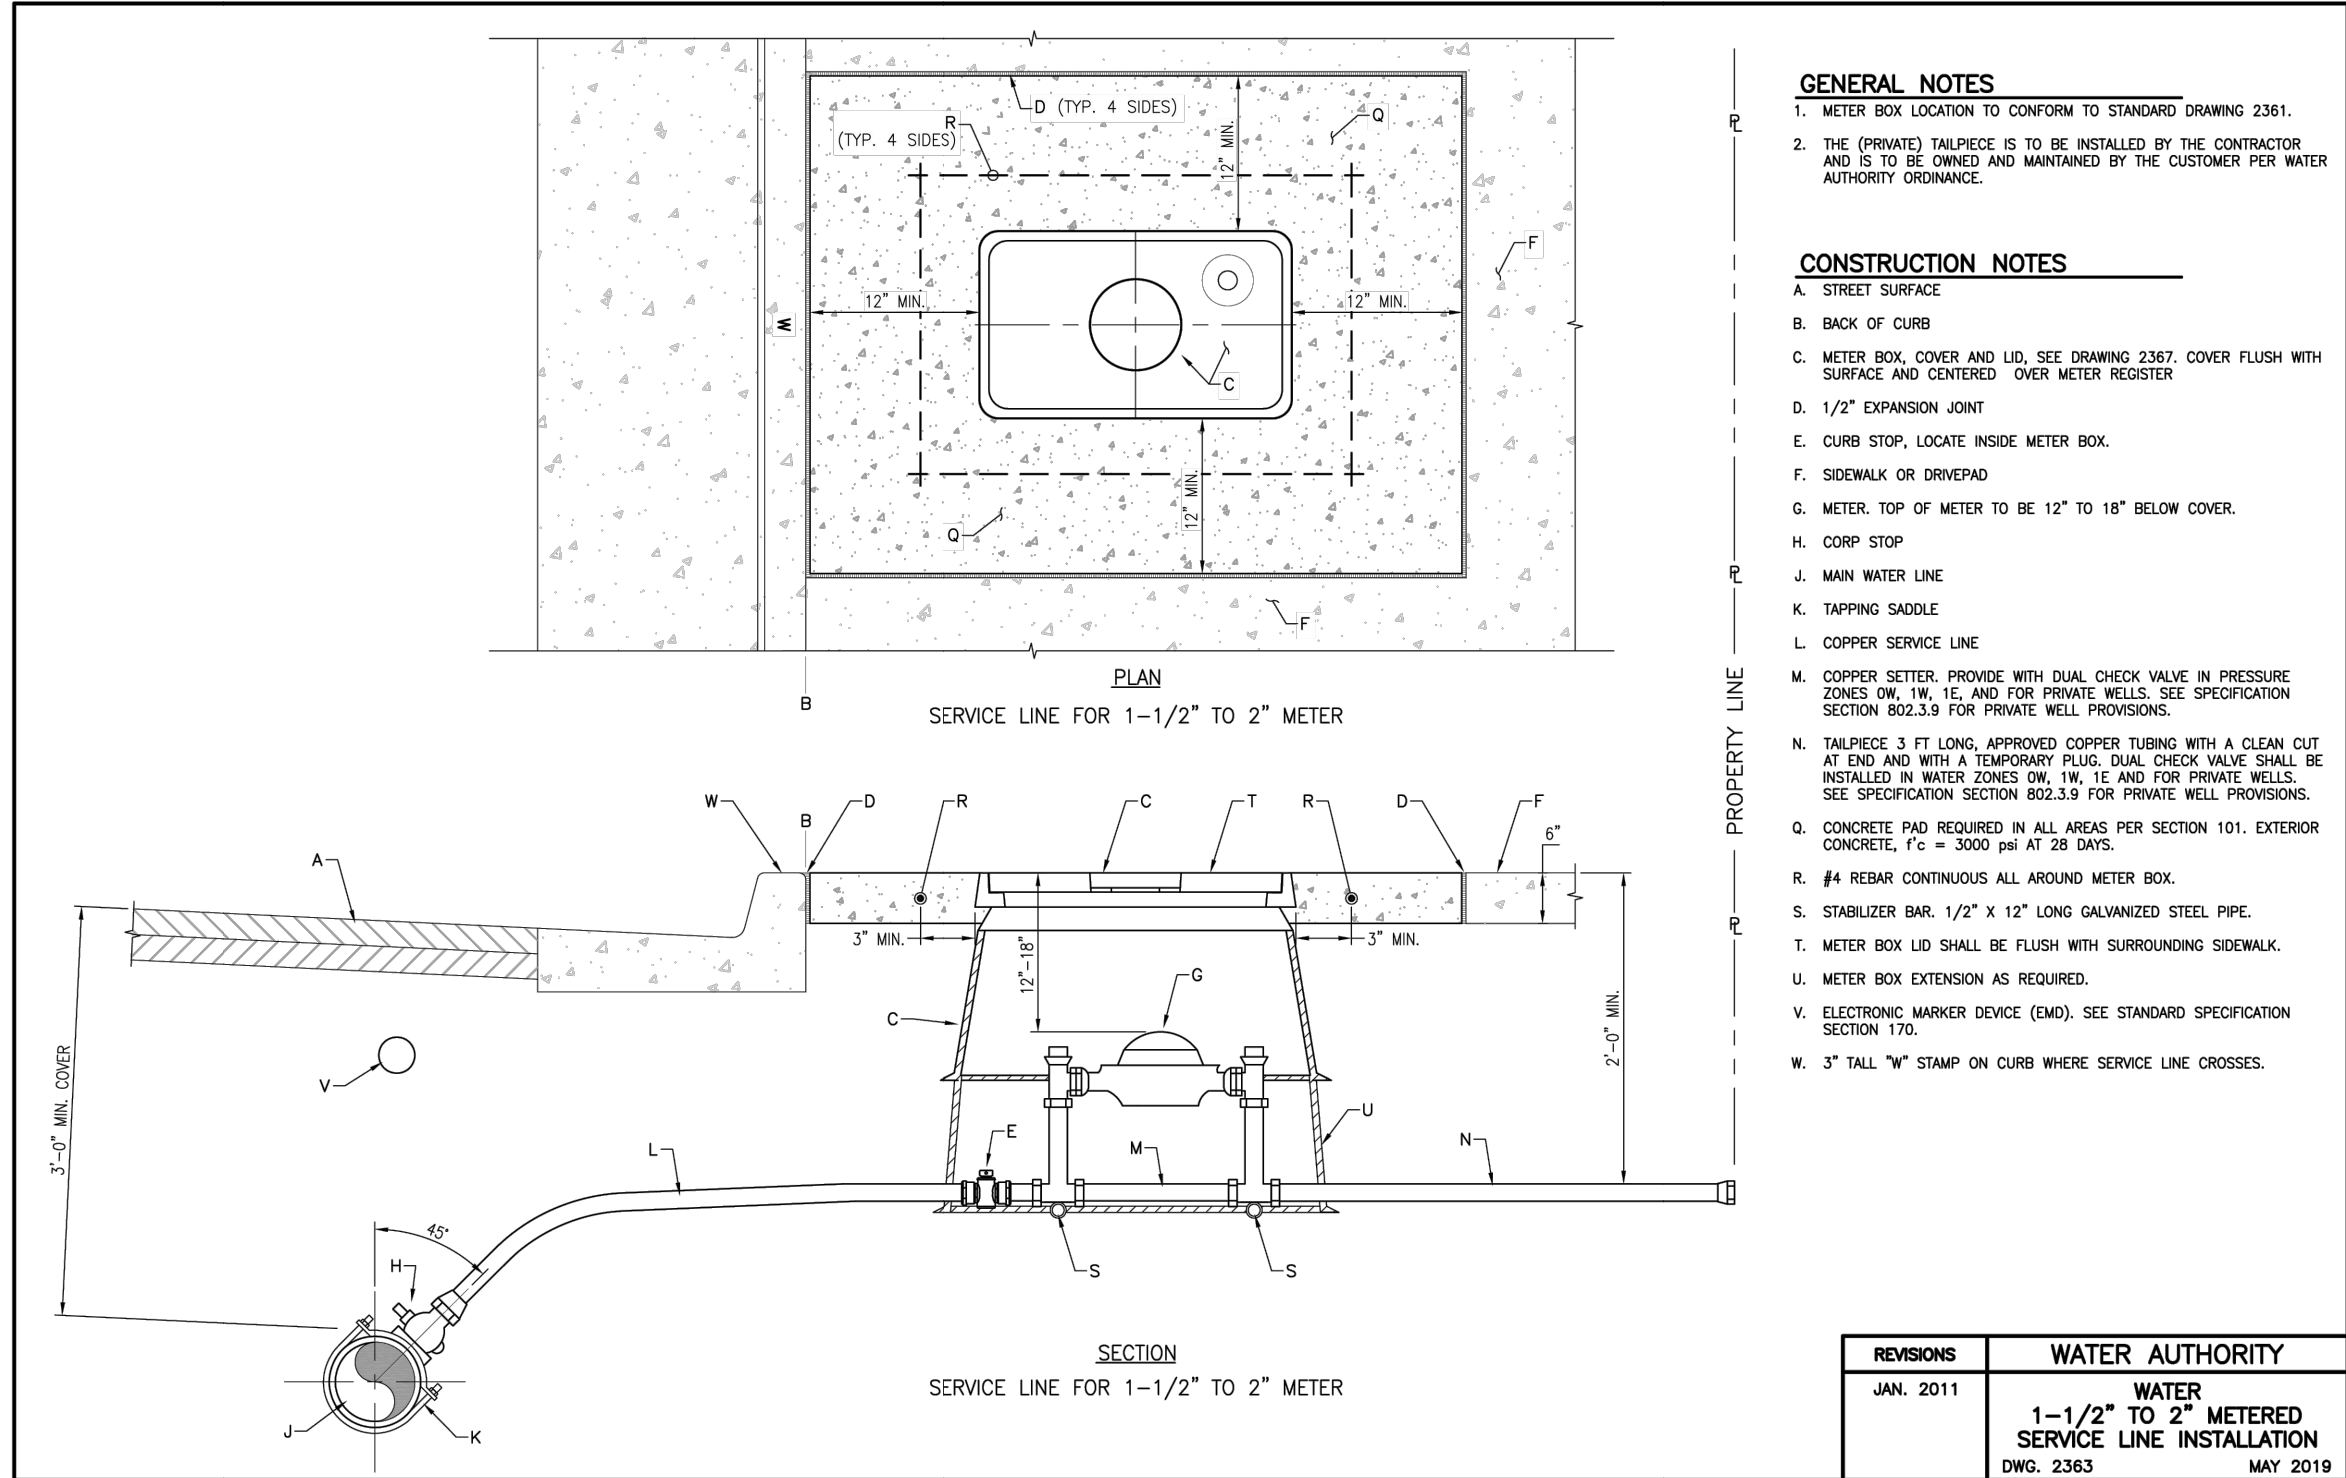 D (TYP. 4 SIDES)
R
(TYP. 4 SIDES)
Q
12" MIN.
F
12" MIN.
12" MIN.
W
C
12" MIN.
Q
F
B
PLAN
SERVICE LINE FOR 1-1/2" TO 2" METER
W
B
D
R
C
T
R
D
F
6"
A
3" MIN.
3" MIN.
12"-18"
G
C
2'-0" MIN.
3'-0" MIN. COVER
V
U
E
L
M
N
45°
H
S
S
J
K
SECTION
SERVICE LINE FOR 1-1/2" TO 2" METER
PL
PL
PROPERTY LINE
PL
GENERAL NOTES
1. METER BOX LOCATION TO CONFORM TO STANDARD DRAWING 2361.
2. THE (PRIVATE) TAILPIECE IS TO BE INSTALLED BY THE CONTRACTOR
AND IS TO BE OWNED AND MAINTAINED BY THE CUSTOMER PER WATER
AUTHORITY ORDINANCE.
CONSTRUCTION NOTES
A. STREET SURFACE
B. BACK OF CURB
C. METER BOX, COVER AND LID, SEE DRAWING 2367. COVER FLUSH WITH
SURFACE AND CENTERED OVER METER REGISTER
D. 1/2" EXPANSION JOINT
E. CURB STOP, LOCATE INSIDE METER BOX.
F. SIDEWALK OR DRIVEPAD
G. METER. TOP OF METER TO BE 12" TO 18" BELOW COVER.
H. CORP STOP
J. MAIN WATER LINE
K. TAPPING SADDLE
L. COPPER SERVICE LINE
M. COPPER SETTER. PROVIDE WITH DUAL CHECK VALVE IN PRESSURE
ZONES 0W, 1W, 1E, AND FOR PRIVATE WELLS. SEE SPECIFICATION
SECTION 802.3.9 FOR PRIVATE WELL PROVISIONS.
N. TAILPIECE 3 FT LONG, APPROVED COPPER TUBING WITH A CLEAN CUT
AT END AND WITH A TEMPORARY PLUG. DUAL CHECK VALVE SHALL BE
INSTALLED IN WATER ZONES 0W, 1W, 1E AND FOR PRIVATE WELLS.
SEE SPECIFICATION SECTION 802.3.9 FOR PRIVATE WELL PROVISIONS.
Q. CONCRETE PAD REQUIRED IN ALL AREAS PER SECTION 101. EXTERIOR
CONCRETE, f'c = 3000 psi AT 28 DAYS.
R. #4 REBAR CONTINUOUS ALL AROUND METER BOX.
S. STABILIZER BAR. 1/2" X 12" LONG GALVANIZED STEEL PIPE.
T. METER BOX LID SHALL BE FLUSH WITH SURROUNDING SIDEWALK.
U. METER BOX EXTENSION AS REQUIRED.
V. ELECTRONIC MARKER DEVICE (EMD). SEE STANDARD SPECIFICATION
SECTION 170.
W. 3" TALL "W" STAMP ON CURB WHERE SERVICE LINE CROSSES.
REVISIONS
JAN. 2011
WATER AUTHORITY
WATER
1-1/2" TO 2" METERED
SERVICE LINE INSTALLATION
DWG. 2363 MAY 2019